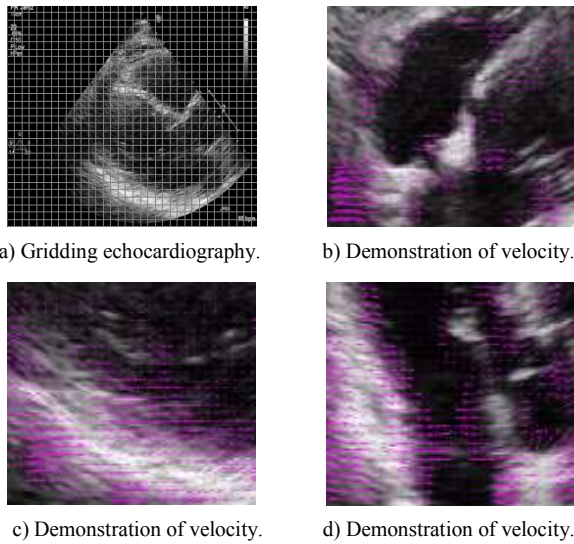 a) Gridding echocardiography.
b) Demonstration of velocity.
c) Demonstration of velocity.
d) Demonstration of velocity.